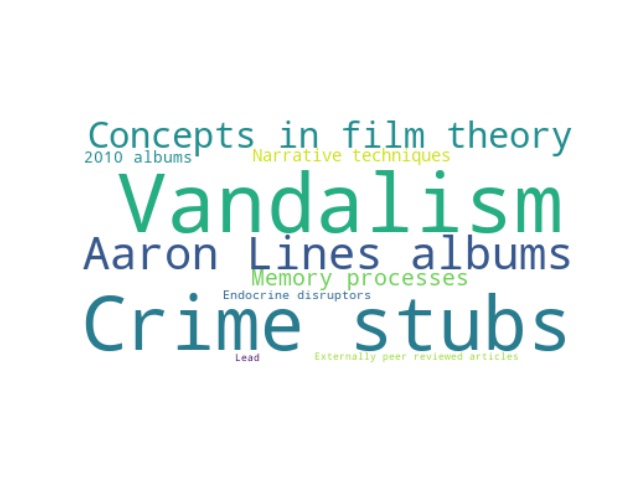 Concepts in film theory
2010 albums
Narrative techniques
Vandalism
Aaron Lines albums
Memory processes
Endocrine disruptors
Crime stubs
Lead
Externally peer reviewed articles